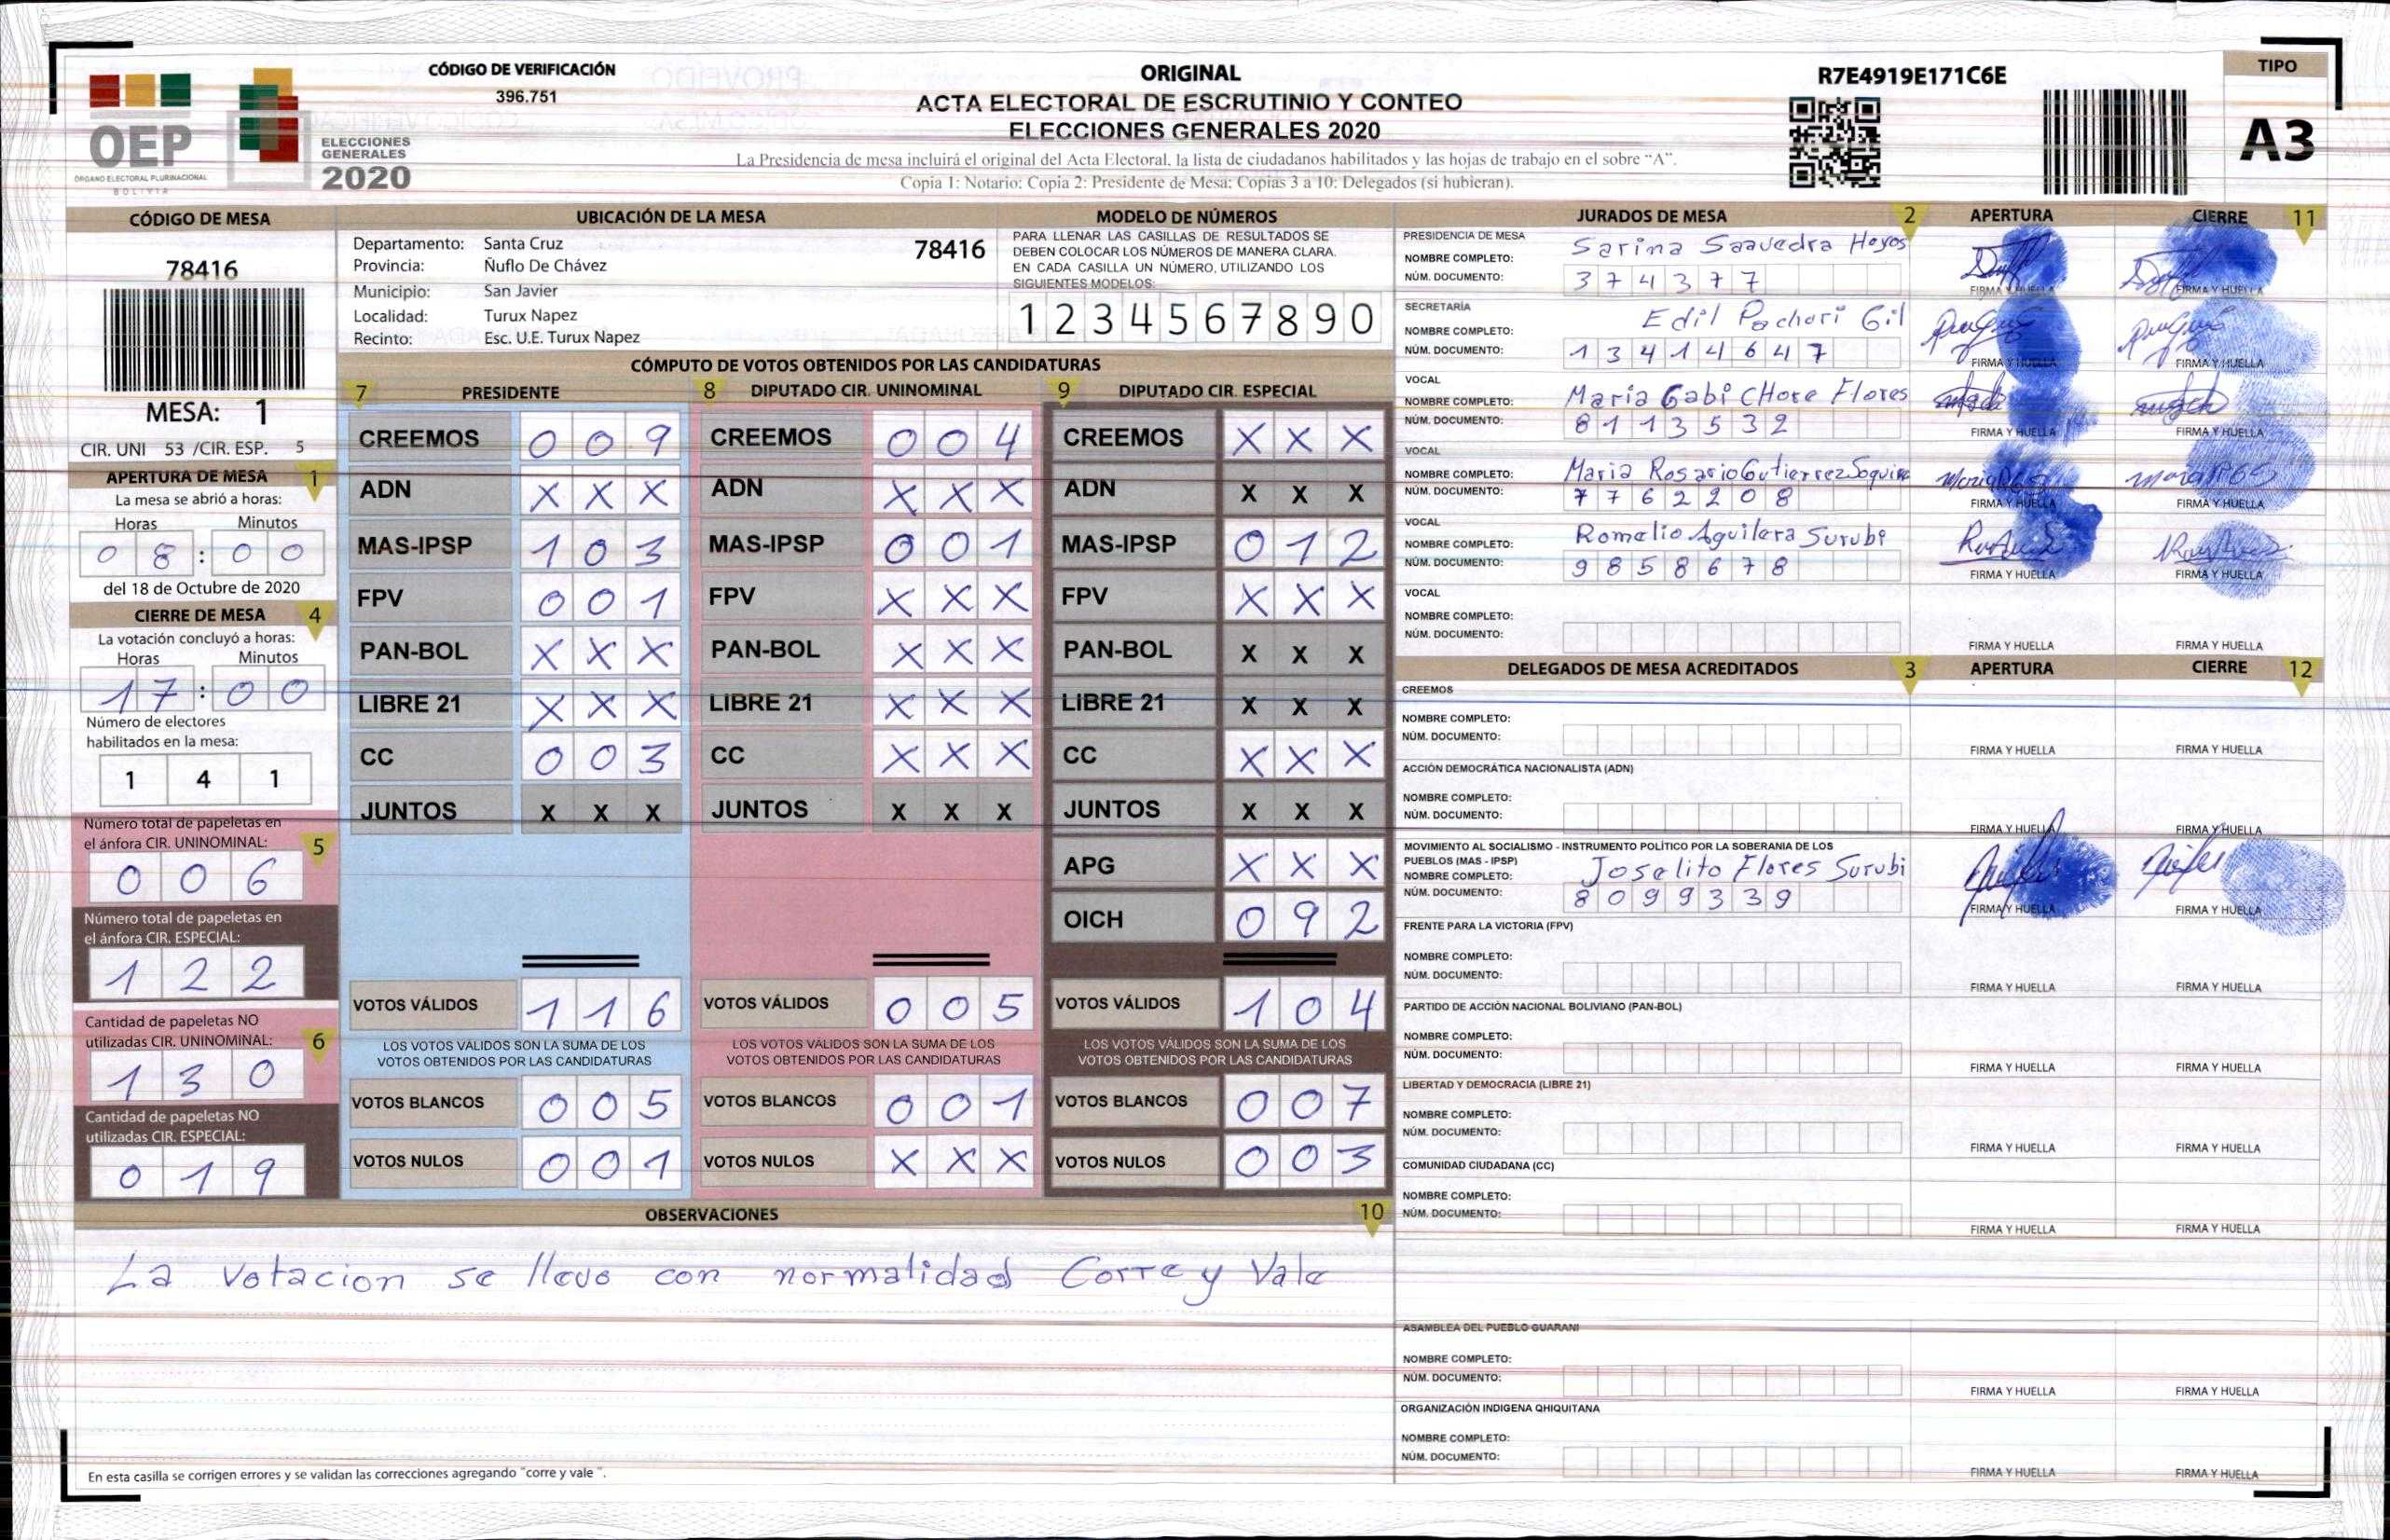 CÓDIGO DE VERIFICACIÓN
396.751
OEP
ÓRGANO ELECTORAL PLURINACIONAL
BOLIVIA
ELECCIONES
GENERALES
2020
ORIGINAL
ACTA ELECTORAL DE ESCRUTINIO Y CONTEO
ELECCIONES GENERALES 2020
La Presidencia de mesa incluirá el original del Acta Electoral, la lista de ciudadanos habilitados y las hojas de trabajo en el sobre “A”.
Copia 1: Notario; Copia 2: Presidente de Mesa; Copias 3 a 10: Delegados (si hubieran).
R7E4919E171C6E
TIPO
A3
CÓDIGO DE MESA
78416
MESA: 1
CIR. UNI 53 /CIR. ESP. 5
APERTURA DE MESA 1
La mesa se abrió a horas:
Horas Minutos
0 8 : 0 0
del 18 de Octubre de 2020
CIERRE DE MESA 4
La votación concluyó a horas:
Horas Minutos
1 7 : 0 0
Número de electores
habilitados en la mesa:
1 4 1
Número total de papeletas en
el ánfora CIR. UNINOMINAL: 5
0 0 6
Número total de papeletas en
el ánfora CIR. ESPECIAL:
1 2 2
Cantidad de papeletas NO
utilizadas CIR. UNINOMINAL: 6
1 3 0
Cantidad de papeletas NO
utilizadas CIR. ESPECIAL:
0 1 9
UBICACIÓN DE LA MESA
Departamento: Santa Cruz 78416
Provincia: Ñuflo De Chávez
Municipio: San Javier
Localidad: Turux Napez
Recinto: Esc. U.E. Turux Napez
MODELO DE NÚMEROS
PARA LLENAR LAS CASILLAS DE RESULTADOS SE
DEBEN COLOCAR LOS NÚMEROS DE MANERA CLARA.
EN CADA CASILLA UN NÚMERO, UTILIZANDO LOS
SIGUIENTES MODELOS:
1 2 3 4 5 6 7 8 9 0
CÓMPUTO DE VOTOS OBTENIDOS POR LAS CANDIDATURAS
7 PRESIDENTE
CREEMOS 0 0 9
ADN X X X
MAS-IPSP 1 0 3
FPV 0 0 1
PAN-BOL X X X
LIBRE 21 X X X
CC 0 0 3
JUNTOS X X X
VOTOS VÁLIDOS 1 1 6
LOS VOTOS VÁLIDOS SON LA SUMA DE LOS
VOTOS OBTENIDOS POR LAS CANDIDATURAS
VOTOS BLANCOS 0 0 5
VOTOS NULOS 0 0 1
8 DIPUTADO CIR. UNINOMINAL
CREEMOS 0 0 4
ADN X X X
MAS-IPSP 0 0 1
FPV X X X
PAN-BOL X X X
LIBRE 21 X X X
CC X X X
JUNTOS X X X
VOTOS VÁLIDOS 0 0 5
LOS VOTOS VÁLIDOS SON LA SUMA DE LOS
VOTOS OBTENIDOS POR LAS CANDIDATURAS
VOTOS BLANCOS 0 0 1
VOTOS NULOS X X X
9 DIPUTADO CIR. ESPECIAL
CREEMOS X X X
ADN X X X
MAS-IPSP 0 1 2
FPV X X X
PAN-BOL X X X
LIBRE 21 X X X
CC X X X
JUNTOS X X X
APG X X X
OICH 0 9 2
VOTOS VÁLIDOS 1 0 4
LOS VOTOS VÁLIDOS SON LA SUMA DE LOS
VOTOS OBTENIDOS POR LAS CANDIDATURAS
VOTOS BLANCOS 0 0 7
VOTOS NULOS 0 0 3
OBSERVACIONES 10
La votacion se llevo con normalidad Corre y Vale
En esta casilla se corrigen errores y se validan las correcciones agregando "corre y vale ".
JURADOS DE MESA 2 APERTURA CIERRE 11
PRESIDENCIA DE MESA
NOMBRE COMPLETO: Sarina Saavedra Hoyos
NÚM. DOCUMENTO: 3 7 4 3 7 7
FIRMA Y HUELLA FIRMA Y HUELLA
SECRETARÍA
NOMBRE COMPLETO: Edil Pachuri Gil
NÚM. DOCUMENTO: 1 3 4 1 4 6 4 7
FIRMA Y HUELLA FIRMA Y HUELLA
VOCAL
NOMBRE COMPLETO: Maria Gabi CHore Flores
NÚM. DOCUMENTO: 8 1 1 3 5 3 2
FIRMA Y HUELLA FIRMA Y HUELLA
VOCAL
NOMBRE COMPLETO: Maria Rosario Gutierrez
NÚM. DOCUMENTO: 7 7 6 2 2 0 8
FIRMA Y HUELLA FIRMA Y HUELLA
VOCAL
NOMBRE COMPLETO: Romelio Aguilera Surubi
NÚM. DOCUMENTO: 9 8 5 8 6 7 8
FIRMA Y HUELLA FIRMA Y HUELLA
VOCAL
NOMBRE COMPLETO:
NÚM. DOCUMENTO:
FIRMA Y HUELLA FIRMA Y HUELLA
DELEGADOS DE MESA ACREDITADOS 3 APERTURA CIERRE 12
CREEMOS
NOMBRE COMPLETO:
NÚM. DOCUMENTO:
FIRMA Y HUELLA FIRMA Y HUELLA
ACCIÓN DEMOCRÁTICA NACIONALISTA (ADN)
NOMBRE COMPLETO:
NÚM. DOCUMENTO:
FIRMA Y HUELLA FIRMA Y HUELLA
MOVIMIENTO AL SOCIALISMO - INSTRUMENTO POLÍTICO POR LA SOBERANIA DE LOS
PUEBLOS (MAS - IPSP)
NOMBRE COMPLETO: Joselito Flores Surubi
NÚM. DOCUMENTO: 8 0 9 9 3 3 9
FIRMA Y HUELLA FIRMA Y HUELLA
FRENTE PARA LA VICTORIA (FPV)
NOMBRE COMPLETO:
NÚM. DOCUMENTO:
FIRMA Y HUELLA FIRMA Y HUELLA
PARTIDO DE ACCIÓN NACIONAL BOLIVIANO (PAN-BOL)
NOMBRE COMPLETO:
NÚM. DOCUMENTO:
FIRMA Y HUELLA FIRMA Y HUELLA
LIBERTAD Y DEMOCRACIA (LIBRE 21)
NOMBRE COMPLETO:
NÚM. DOCUMENTO:
FIRMA Y HUELLA FIRMA Y HUELLA
COMUNIDAD CIUDADANA (CC)
NOMBRE COMPLETO:
NÚM. DOCUMENTO:
FIRMA Y HUELLA FIRMA Y HUELLA
ASAMBLEA DEL PUEBLO GUARANI
NOMBRE COMPLETO:
NÚM. DOCUMENTO:
FIRMA Y HUELLA FIRMA Y HUELLA
ORGANIZACIÓN INDIGENA QHIQUITANA
NOMBRE COMPLETO:
NÚM. DOCUMENTO:
FIRMA Y HUELLA FIRMA Y HUELLA